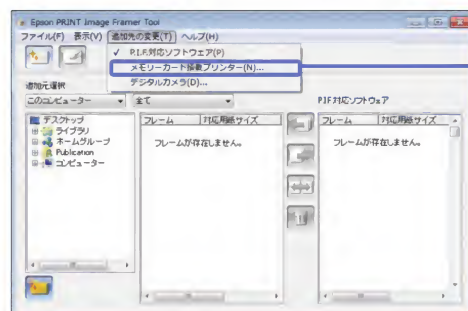 Epson PRINT Image Framer Tool
ファイル(F) 表示(V) 追加先の変更(T) ヘルプ(H)
✓ P.I.F.対応ソフトウェア(P)
メモリーカード搭載プリンター(N)...
デジタルカメラ(D)...
追加元選択
このコンピューター 全て P.I.F対応ソフトウェア
デスクトップ
ライブラリ
ホームグループ
Publication
コンピューター
フレーム 対応用紙サイズ
フレームが存在しません。
フレーム 対応用紙サイズ
フレームが存在しません。